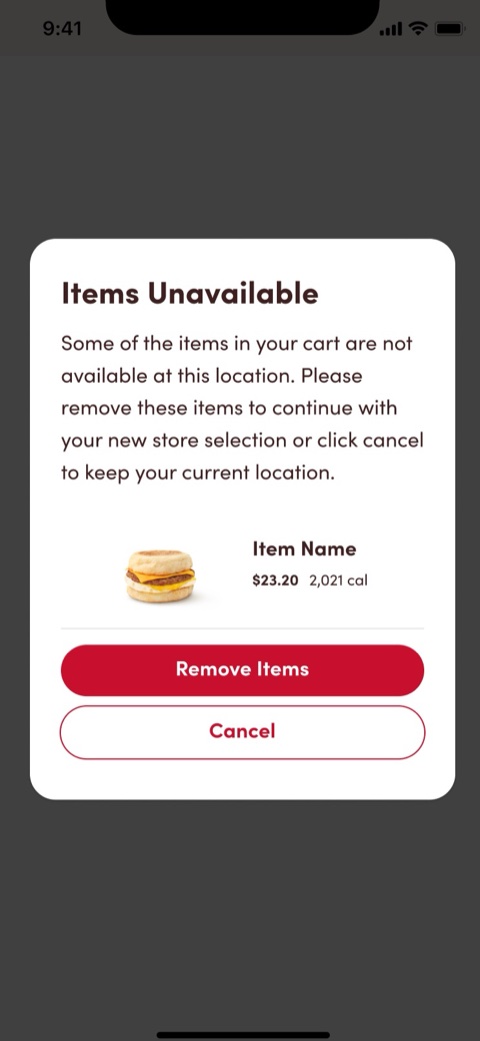 9:41
Items Unavailable
Some of the items in your cart are not
available at this location. Please
remove these items to continue with
your new store selection or click cancel
to keep your current location.
Item Name
$23.20 2,021 cal
Remove Items
Cancel